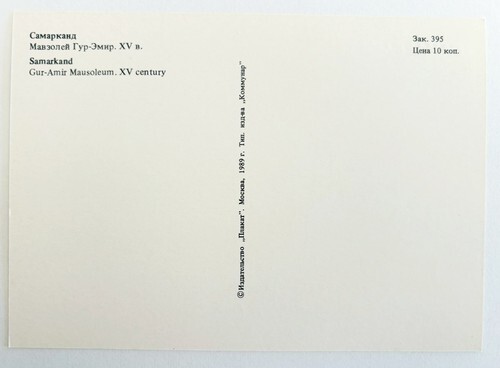 Самарканд
Мавзолей Гур-Эмир. XV в.
Samarkand
Gur-Amir Mausoleum. XV century
Зак. 395
Цена 10 коп.
©Издательство „Плакат". Москва, 1989 г. Тип. изд-ва „Коммунар"